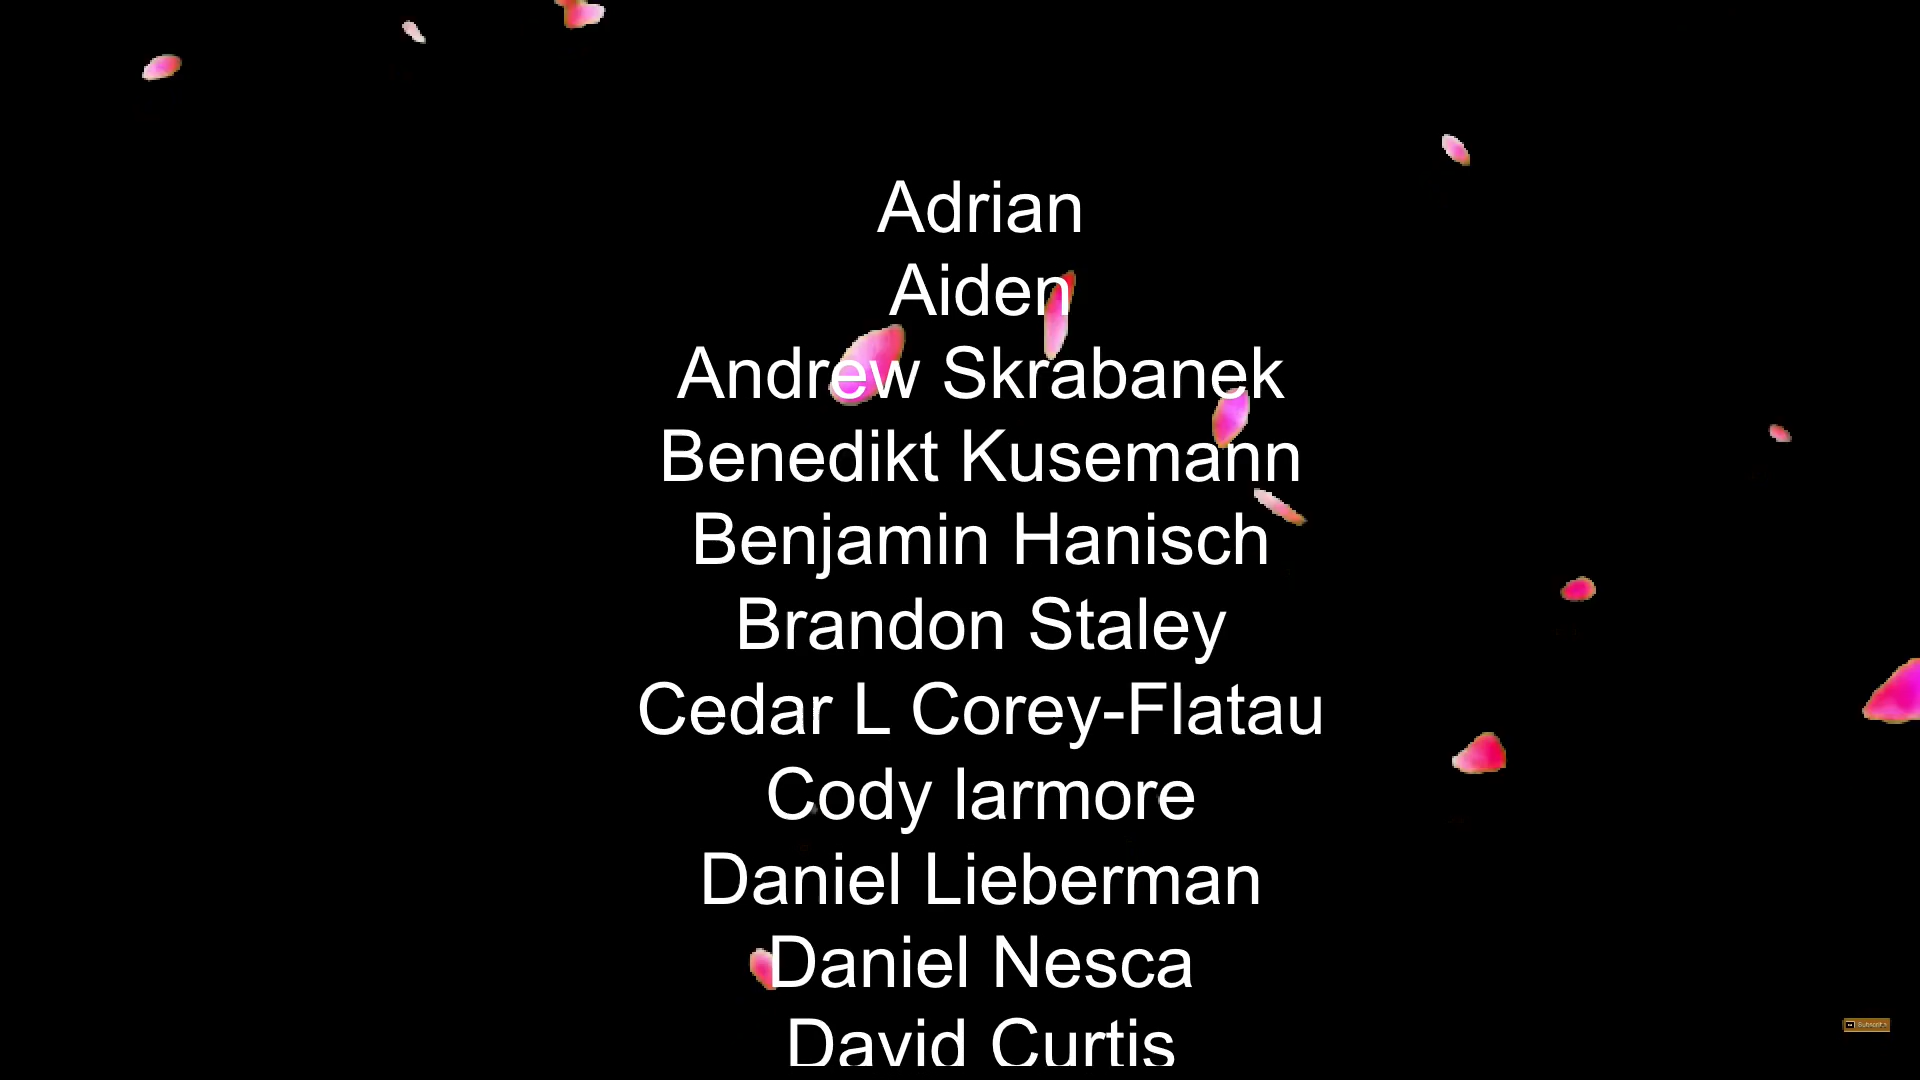 Adrian
Aiden
Andrew Skrabanek
Benedikt Kusemann
Benjamin Hanisch
Brandon Staley
Cedar L Corey-Flatau
Cody larmore
Daniel Lieberman
Daniel Nesca
David Curtis